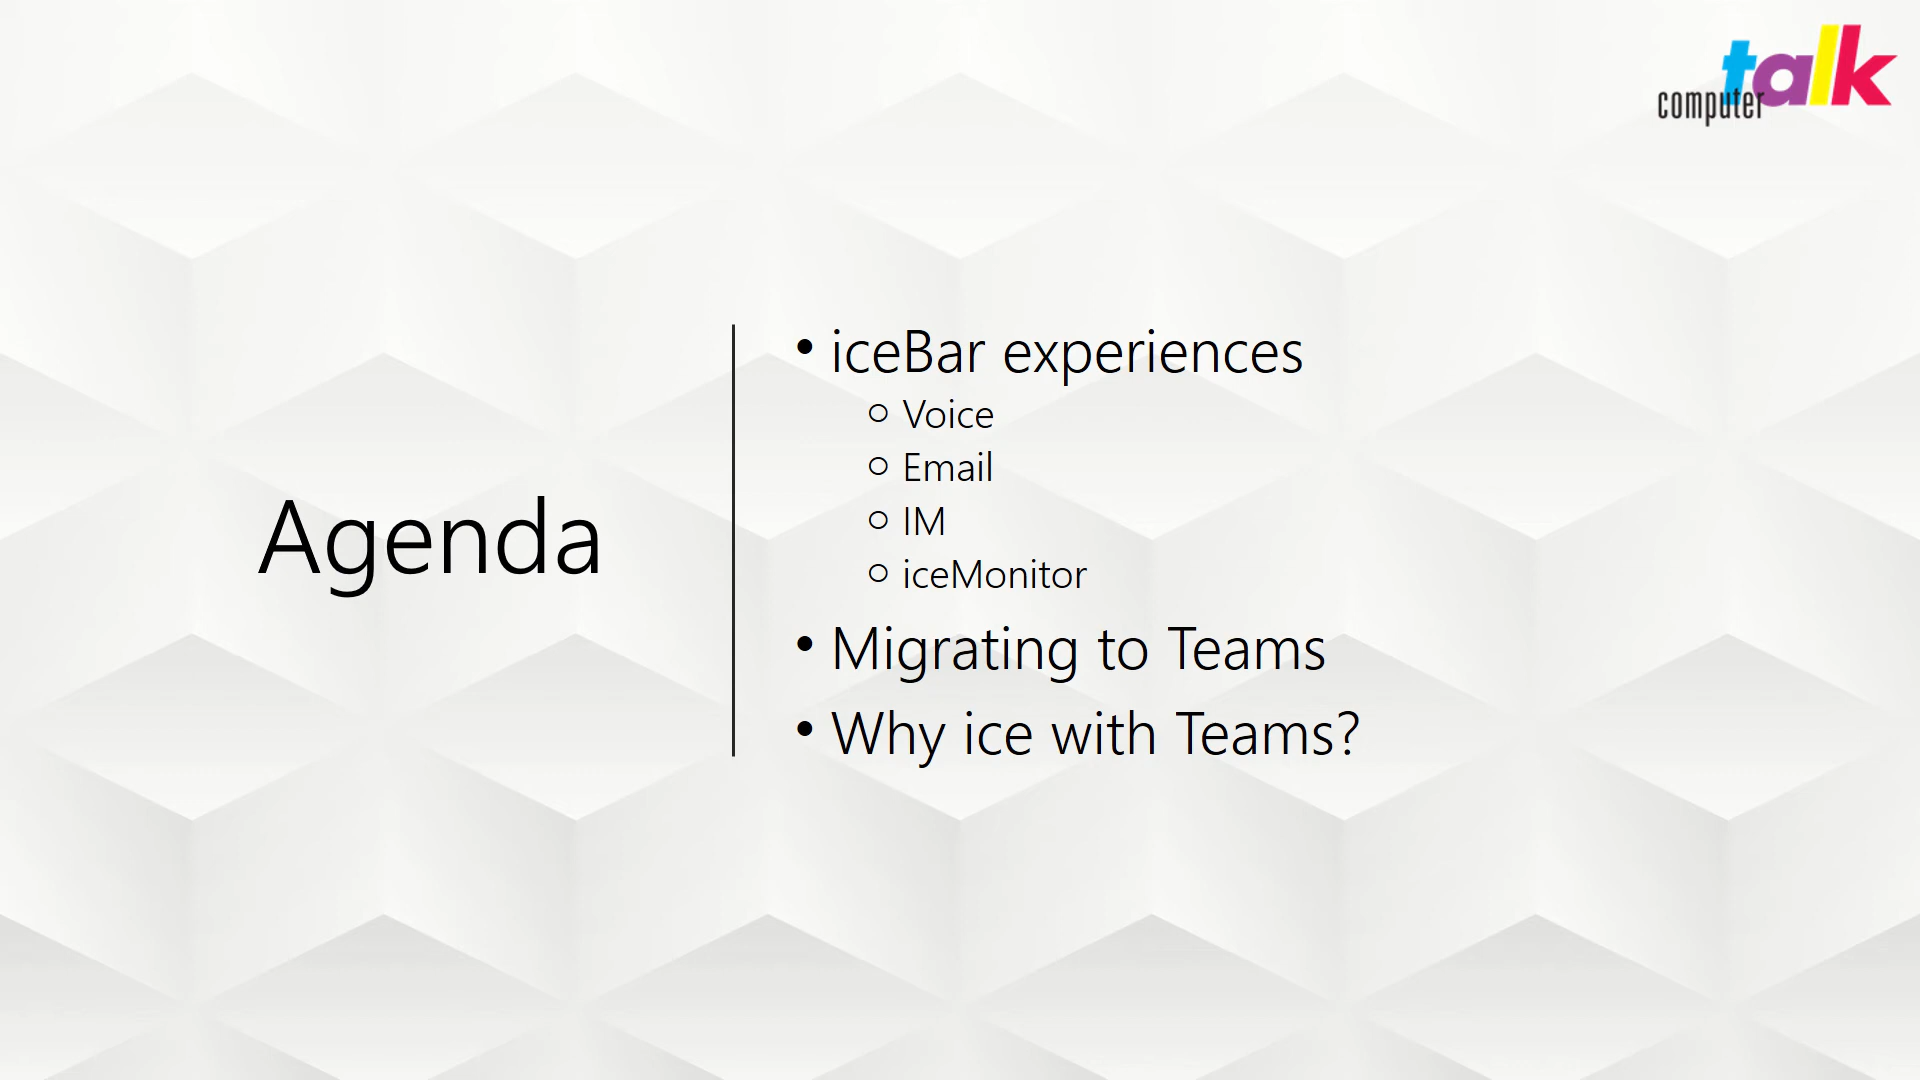 talk
computer
Agenda
• iceBar experiences
○ Voice
○ Email
○ IM
○ iceMonitor
• Migrating to Teams
• Why ice with Teams?